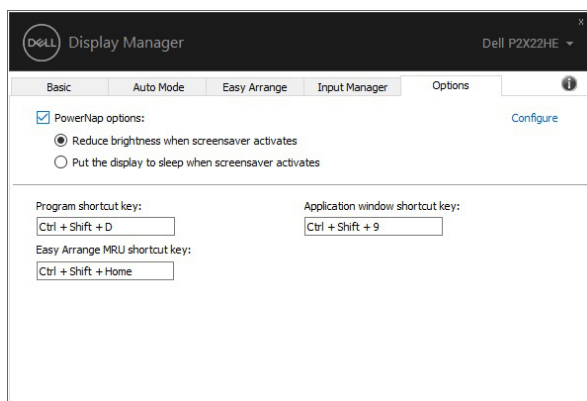 x
DELL Display Manager Dell P2X22HE
Basic Auto Mode Easy Arrange Input Manager Options i
PowerNap options: Configure
Reduce brightness when screensaver activates
Put the display to sleep when screensaver activates
Program shortcut key: Application window shortcut key:
Ctrl + Shift + D Ctrl + Shift + 9
Easy Arrange MRU shortcut key:
Ctrl + Shift + Home